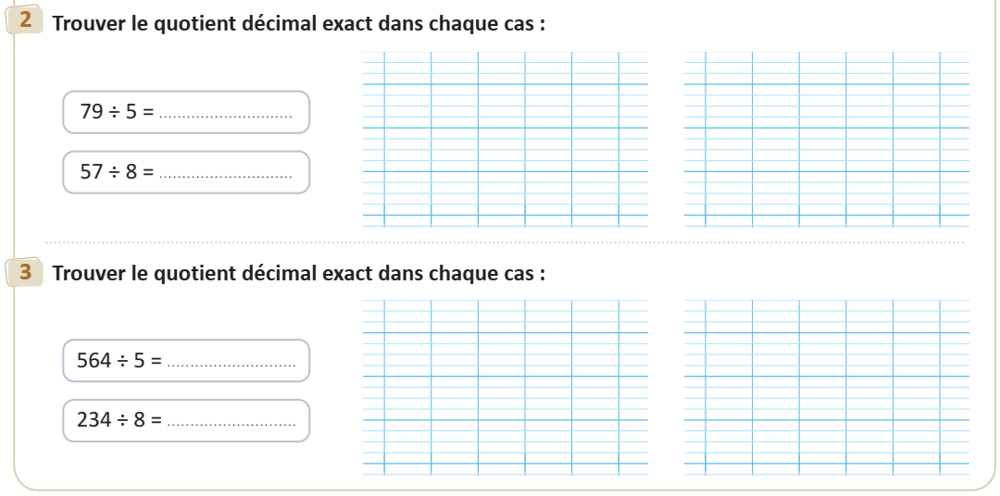 2 Trouver le quotient décimal exact dans chaque cas :
79 ÷ 5 = .............................
57 ÷ 8 = .............................
3 Trouver le quotient décimal exact dans chaque cas :
564 ÷ 5 = ............................
234 ÷ 8 = ............................